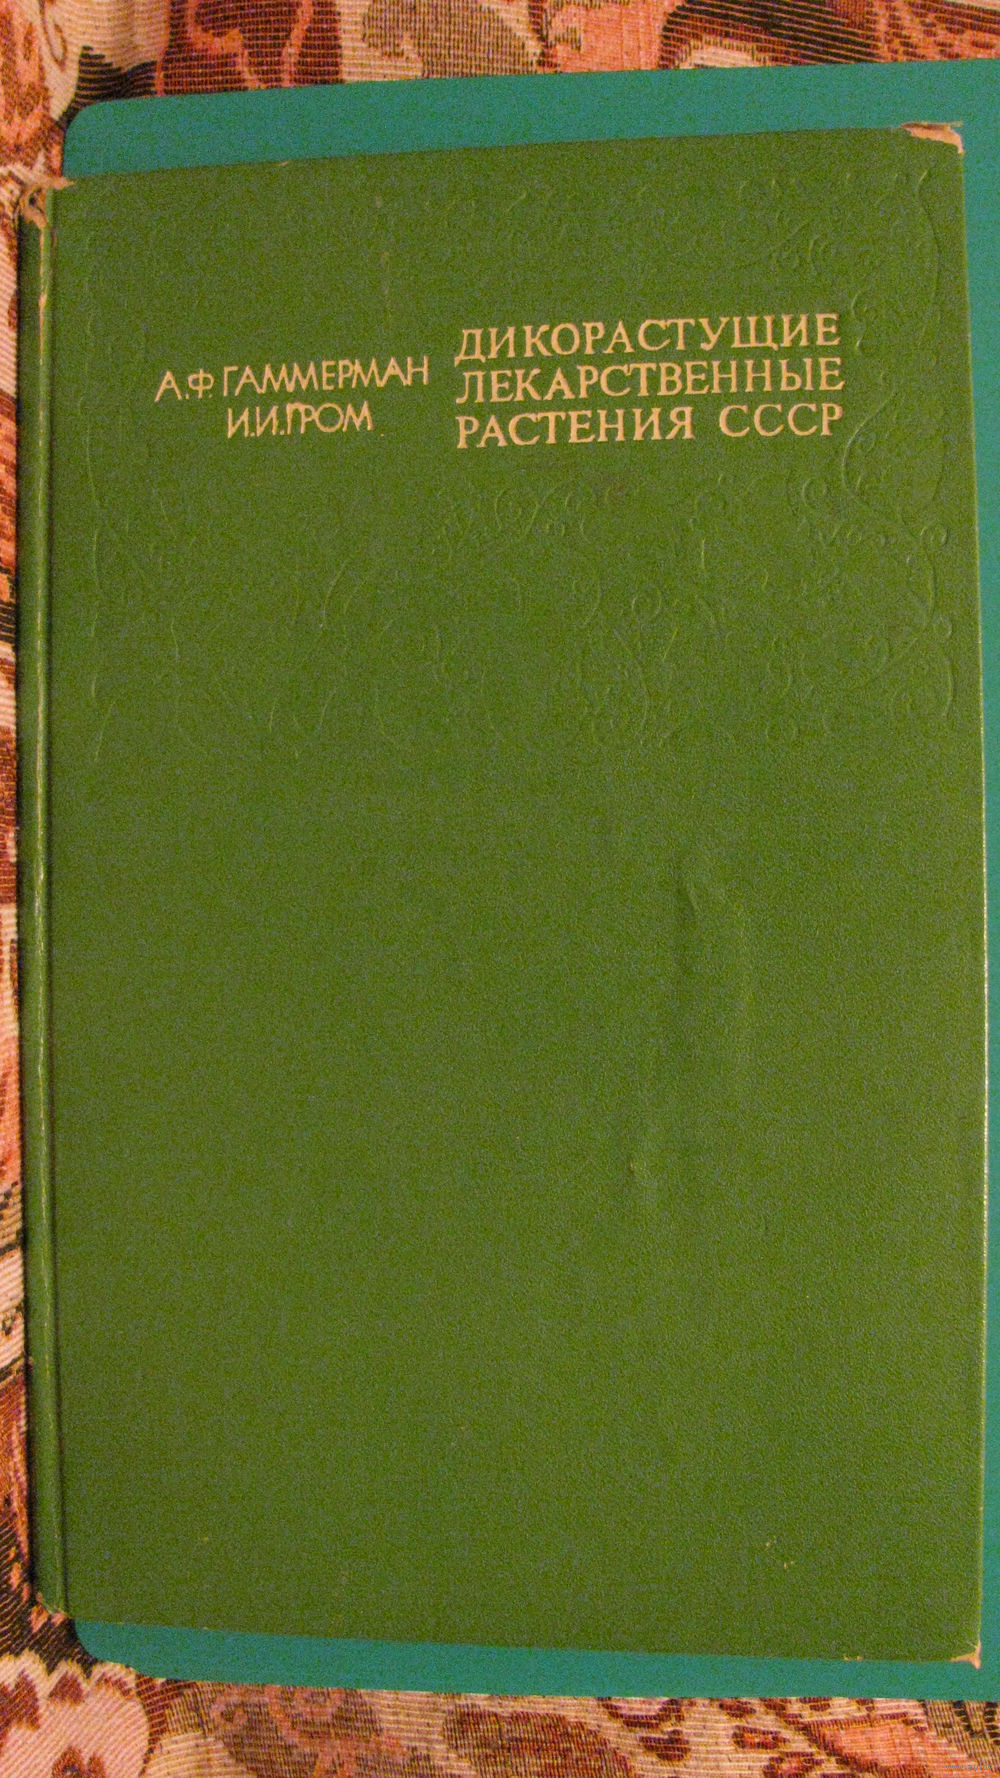 А.Ф. ГАММЕРМАН
И.И. ГРОМ
ДИКОРАСТУЩИЕ
ЛЕКАРСТВЕННЫЕ
РАСТЕНИЯ СССР